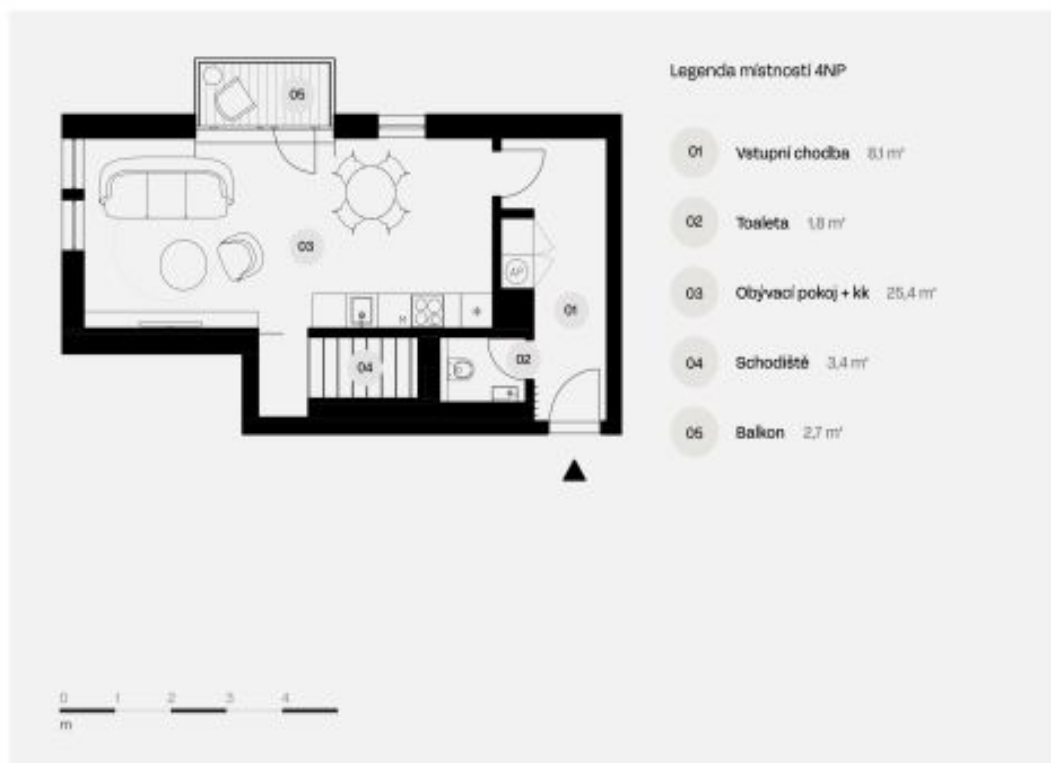 Legenda místností 4NP
01 Vstupní chodba 8,1 m²
02 Toaleta 1,8 m²
03 Obývací pokoj + kk 25,4 m²
04 Schodiště 3,4 m²
05 Balkon 2,7 m²
05
03
AP
01
M
02
04
0 1 2 3 4
m